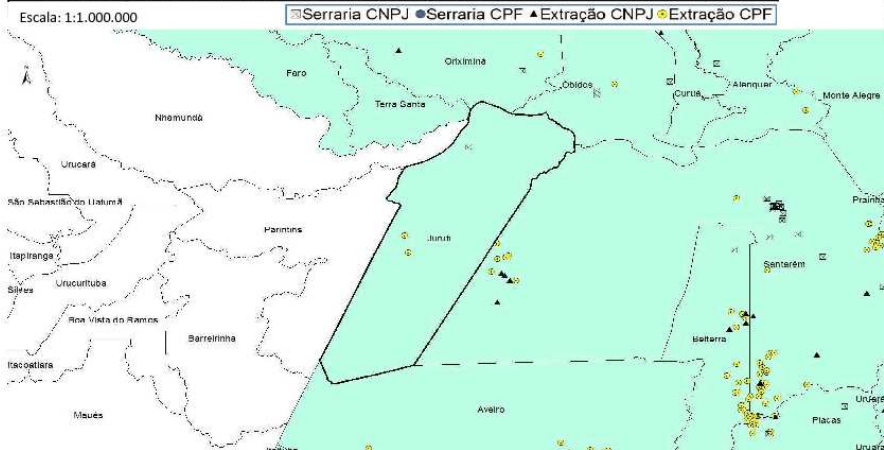 Escala: 1:1.000.000
Serraria CNPJ Serraria CPF Extração CNPJ Extração CPF
Faro
Oriximiná
Óbidos
Curuá
Alenquer
Monte Alegre
Terra Santa
Nhamundá
Urucará
São Sebastião do Uatumã
Parintins
Juruti
Prainha
Itapiranga
Santarém
Silves
Urucurituba
Boa Vista do Ramos
Barreirinha
Belterra
Itacoatiara
Maués
Aveiro
Placas
Uruará
Uruará